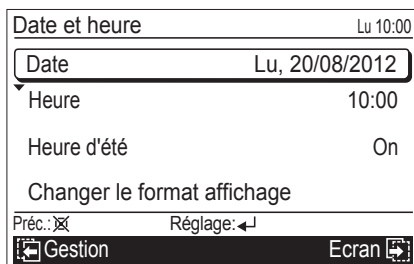 Date et heure Lu 10:00
Date Lu, 20/08/2012
Heure 10:00
Heure d'été On
Changer le format affichage
Préc.: Réglage:
Gestion Ecran